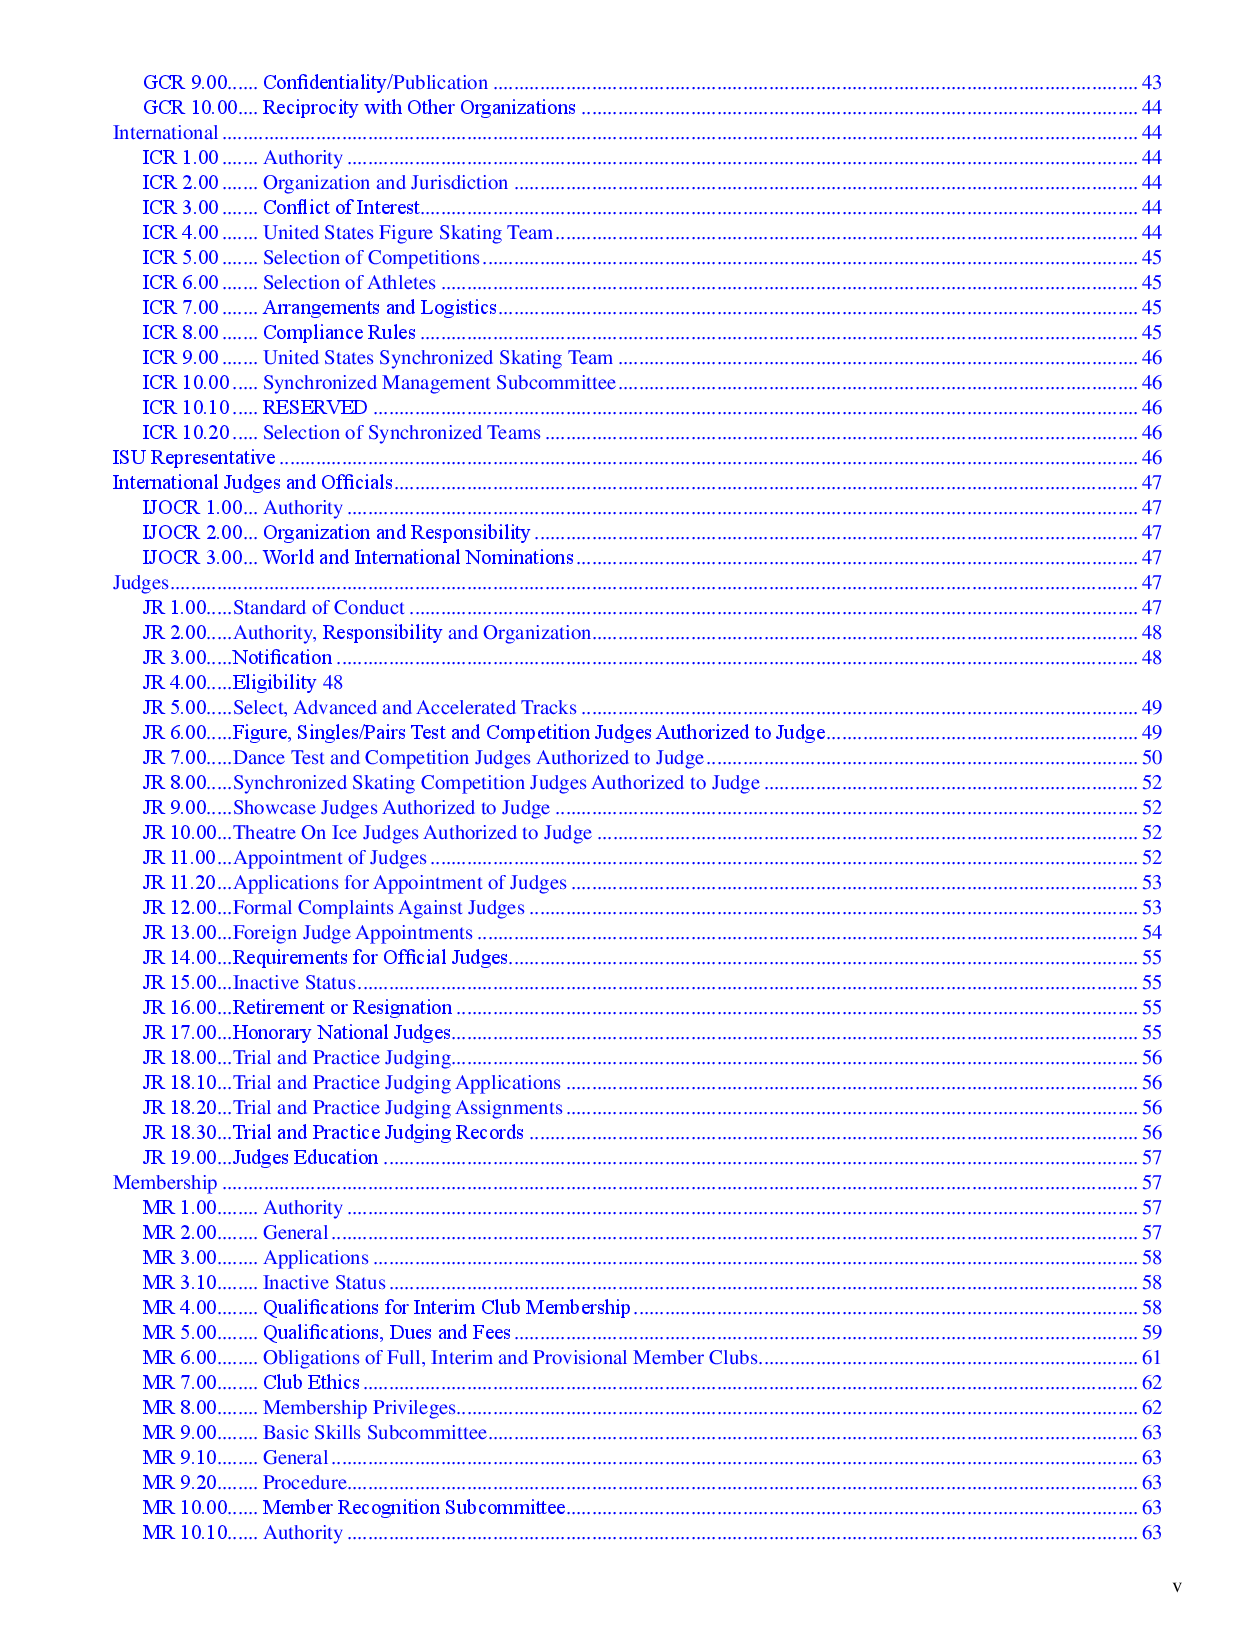 GCR 9.00...... Confidentiality/Publication ........ 43
GCR 10.00.... Reciprocity with Other Organizations ........ 44
International ........ 44
ICR 1.00 ....... Authority ........ 44
ICR 2.00 ....... Organization and Jurisdiction ........ 44
ICR 3.00 ....... Conflict of Interest........ 44
ICR 4.00 ....... United States Figure Skating Team........ 44
ICR 5.00 ....... Selection of Competitions........ 45
ICR 6.00 ....... Selection of Athletes ........ 45
ICR 7.00 ....... Arrangements and Logistics........ 45
ICR 8.00 ....... Compliance Rules ........ 45
ICR 9.00 ....... United States Synchronized Skating Team ........ 46
ICR 10.00 ..... Synchronized Management Subcommittee........ 46
ICR 10.10 ..... RESERVED ........ 46
ICR 10.20 ..... Selection of Synchronized Teams ........ 46
ISU Representative ........ 46
International Judges and Officials........ 47
IJOCR 1.00... Authority ........ 47
IJOCR 2.00... Organization and Responsibility ........ 47
IJOCR 3.00... World and International Nominations ........ 47
Judges........ 47
JR 1.00.....Standard of Conduct ........ 47
JR 2.00.....Authority, Responsibility and Organization........ 48
JR 3.00.....Notification ........ 48
JR 4.00.....Eligibility 48
JR 5.00.....Select, Advanced and Accelerated Tracks ........ 49
JR 6.00.....Figure, Singles/Pairs Test and Competition Judges Authorized to Judge........ 49
JR 7.00.....Dance Test and Competition Judges Authorized to Judge........ 50
JR 8.00.....Synchronized Skating Competition Judges Authorized to Judge ........ 52
JR 9.00.....Showcase Judges Authorized to Judge ........ 52
JR 10.00...Theatre On Ice Judges Authorized to Judge ........ 52
JR 11.00...Appointment of Judges ........ 52
JR 11.20...Applications for Appointment of Judges ........ 53
JR 12.00...Formal Complaints Against Judges ........ 53
JR 13.00...Foreign Judge Appointments ........ 54
JR 14.00...Requirements for Official Judges........ 55
JR 15.00...Inactive Status........ 55
JR 16.00...Retirement or Resignation ........ 55
JR 17.00...Honorary National Judges........ 55
JR 18.00...Trial and Practice Judging........ 56
JR 18.10...Trial and Practice Judging Applications ........ 56
JR 18.20...Trial and Practice Judging Assignments ........ 56
JR 18.30...Trial and Practice Judging Records ........ 56
JR 19.00...Judges Education ........ 57
Membership ........ 57
MR 1.00........ Authority ........ 57
MR 2.00........ General ........ 57
MR 3.00........ Applications ........ 58
MR 3.10........ Inactive Status ........ 58
MR 4.00........ Qualifications for Interim Club Membership ........ 58
MR 5.00........ Qualifications, Dues and Fees ........ 59
MR 6.00........ Obligations of Full, Interim and Provisional Member Clubs........ 61
MR 7.00........ Club Ethics ........ 62
MR 8.00........ Membership Privileges........ 62
MR 9.00........ Basic Skills Subcommittee........ 63
MR 9.10........ General ........ 63
MR 9.20........ Procedure........ 63
MR 10.00...... Member Recognition Subcommittee........ 63
MR 10.10...... Authority ........ 63
v